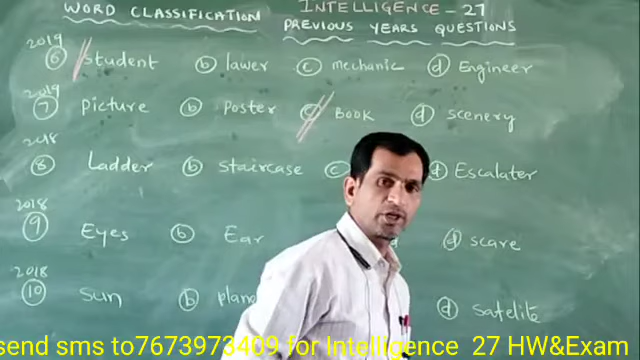 WORD CLASSIFICATION INTELLIGENCE - 27
PREVIOUS YEARS QUESTIONS
2019
6 Student b lawer c mechanic d Engineer
2019
7 Picture b Poster c BOOK d scenery
2018
8 Ladder b Staircase c d Escalater
2018
9 Eyes b Ear d scare
2018
10 Sun b plane d Satelite
send sms to7673973409 for Intelligence 27 HW&Exam